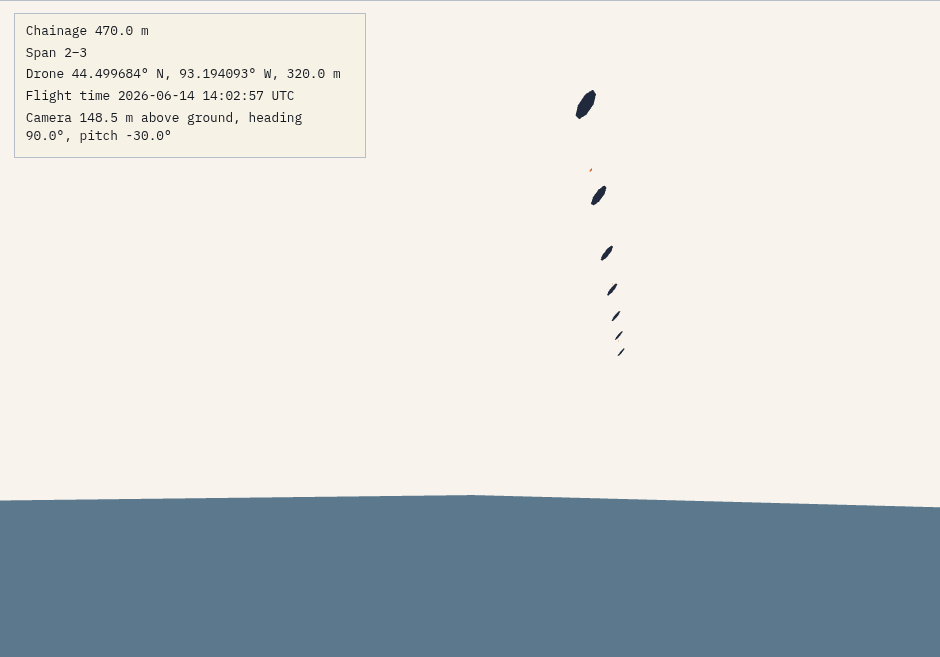 Chainage 470.0 m
Span 2–3
Drone 44.499684° N, 93.194093° W, 320.0 m
Flight time 2026-06-14 14:02:57 UTC
Camera 148.5 m above ground, heading
90.0°, pitch -30.0°